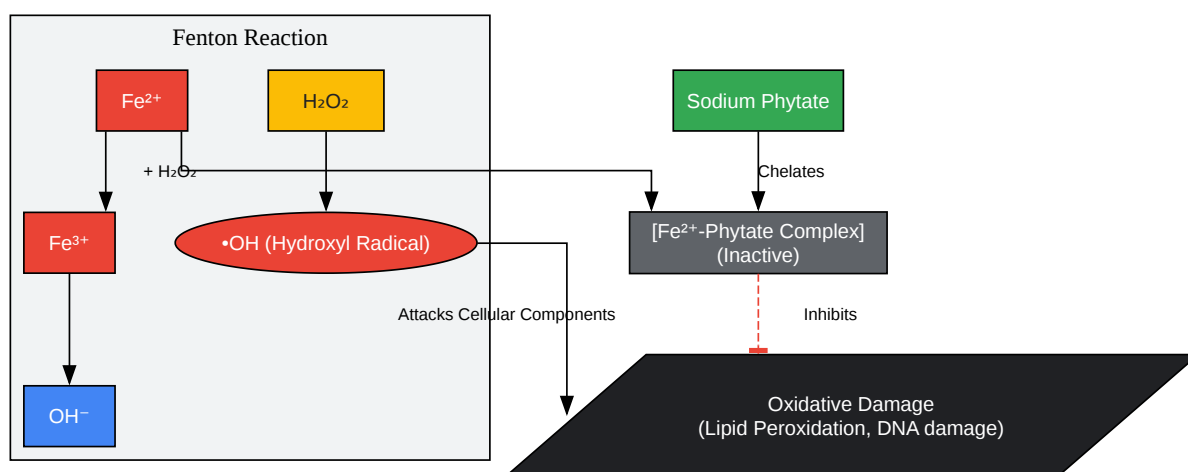 Fenton Reaction
Fe²⁺
H₂O₂
Sodium Phytate
+ H₂O₂
Chelates
Fe³⁺
•OH (Hydroxyl Radical)
[Fe²⁺-Phytate Complex]
(Inactive)
Attacks Cellular Components
Inhibits
OH⁻
Oxidative Damage
(Lipid Peroxidation, DNA damage)